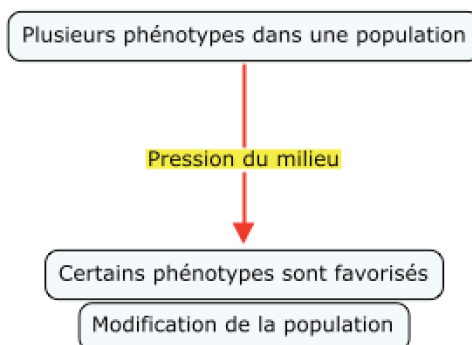 Plusieurs phénotypes dans une population
Pression du milieu
Certains phénotypes sont favorisés
Modification de la population